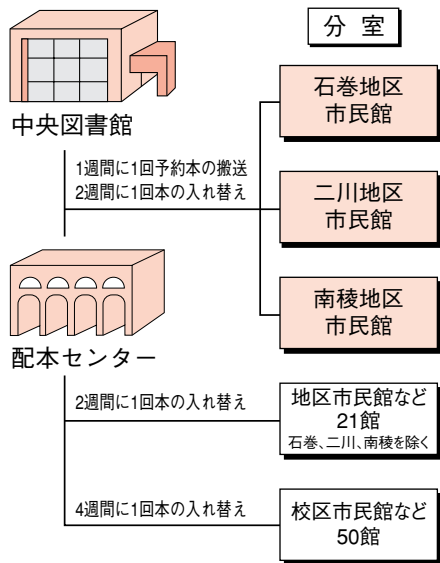 分室
中央図書館
1週間に1回予約本の搬送
2週間に1回本の入れ替え
石巻地区
市民館
二川地区
市民館
南稜地区
市民館
配本センター
2週間に1回本の入れ替え
地区市民館など
21館
石巻、二川、南稜を除く
4週間に1回本の入れ替え
校区市民館など
50館